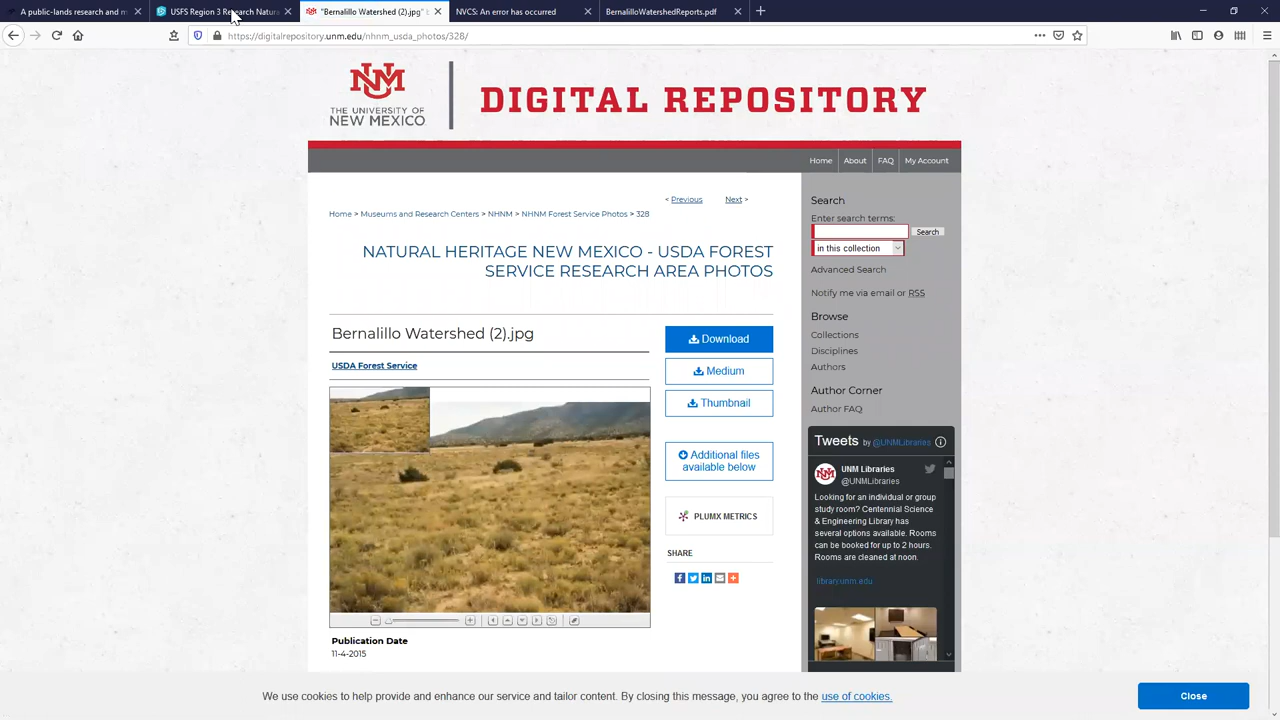 A public-lands research and m
USFS Region 3 Research Natur
"Bernalillo Watershed (2).jpg" b
NVCS: An error has occurred
BernalilloWatershedReports.pdf
https://digitalrepository.unm.edu/nhnm_usda_photos/328/
UNM
THE UNIVERSITY OF
NEW MEXICO
DIGITAL REPOSITORY
Home
About
FAQ
My Account
< Previous
Next >
Home > Museums and Research Centers > NHNM > NHNM Forest Service Photos > 328
NATURAL HERITAGE NEW MEXICO - USDA FOREST
SERVICE RESEARCH AREA PHOTOS
Bernalillo Watershed (2).jpg
USDA Forest Service
Publication Date
11-4-2015
Download
Medium
Thumbnail
Additional files
available below
PLUMX METRICS
SHARE
Search
Enter search terms:
Search
in this collection
Advanced Search
Notify me via email or RSS
Browse
Collections
Disciplines
Authors
Author Corner
Author FAQ
Tweets by @UNMLibraries
UNM Libraries
@UNMLibraries
Looking for an individual or group
study room? Centennial Science
& Engineering Library has
several options available. Rooms
can be booked for up to 2 hours.
Rooms are cleaned at noon.
library.unm.edu
We use cookies to help provide and enhance our service and tailor content. By closing this message, you agree to the use of cookies.
Close